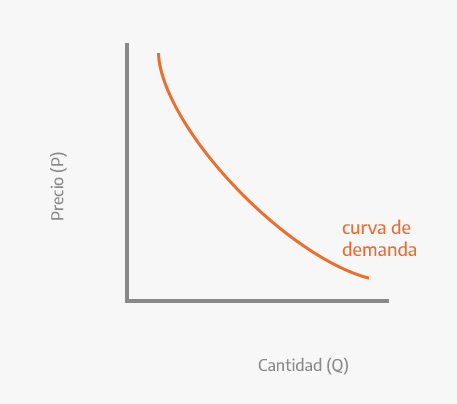 Precio (P)
curva de
demanda
Cantidad (Q)